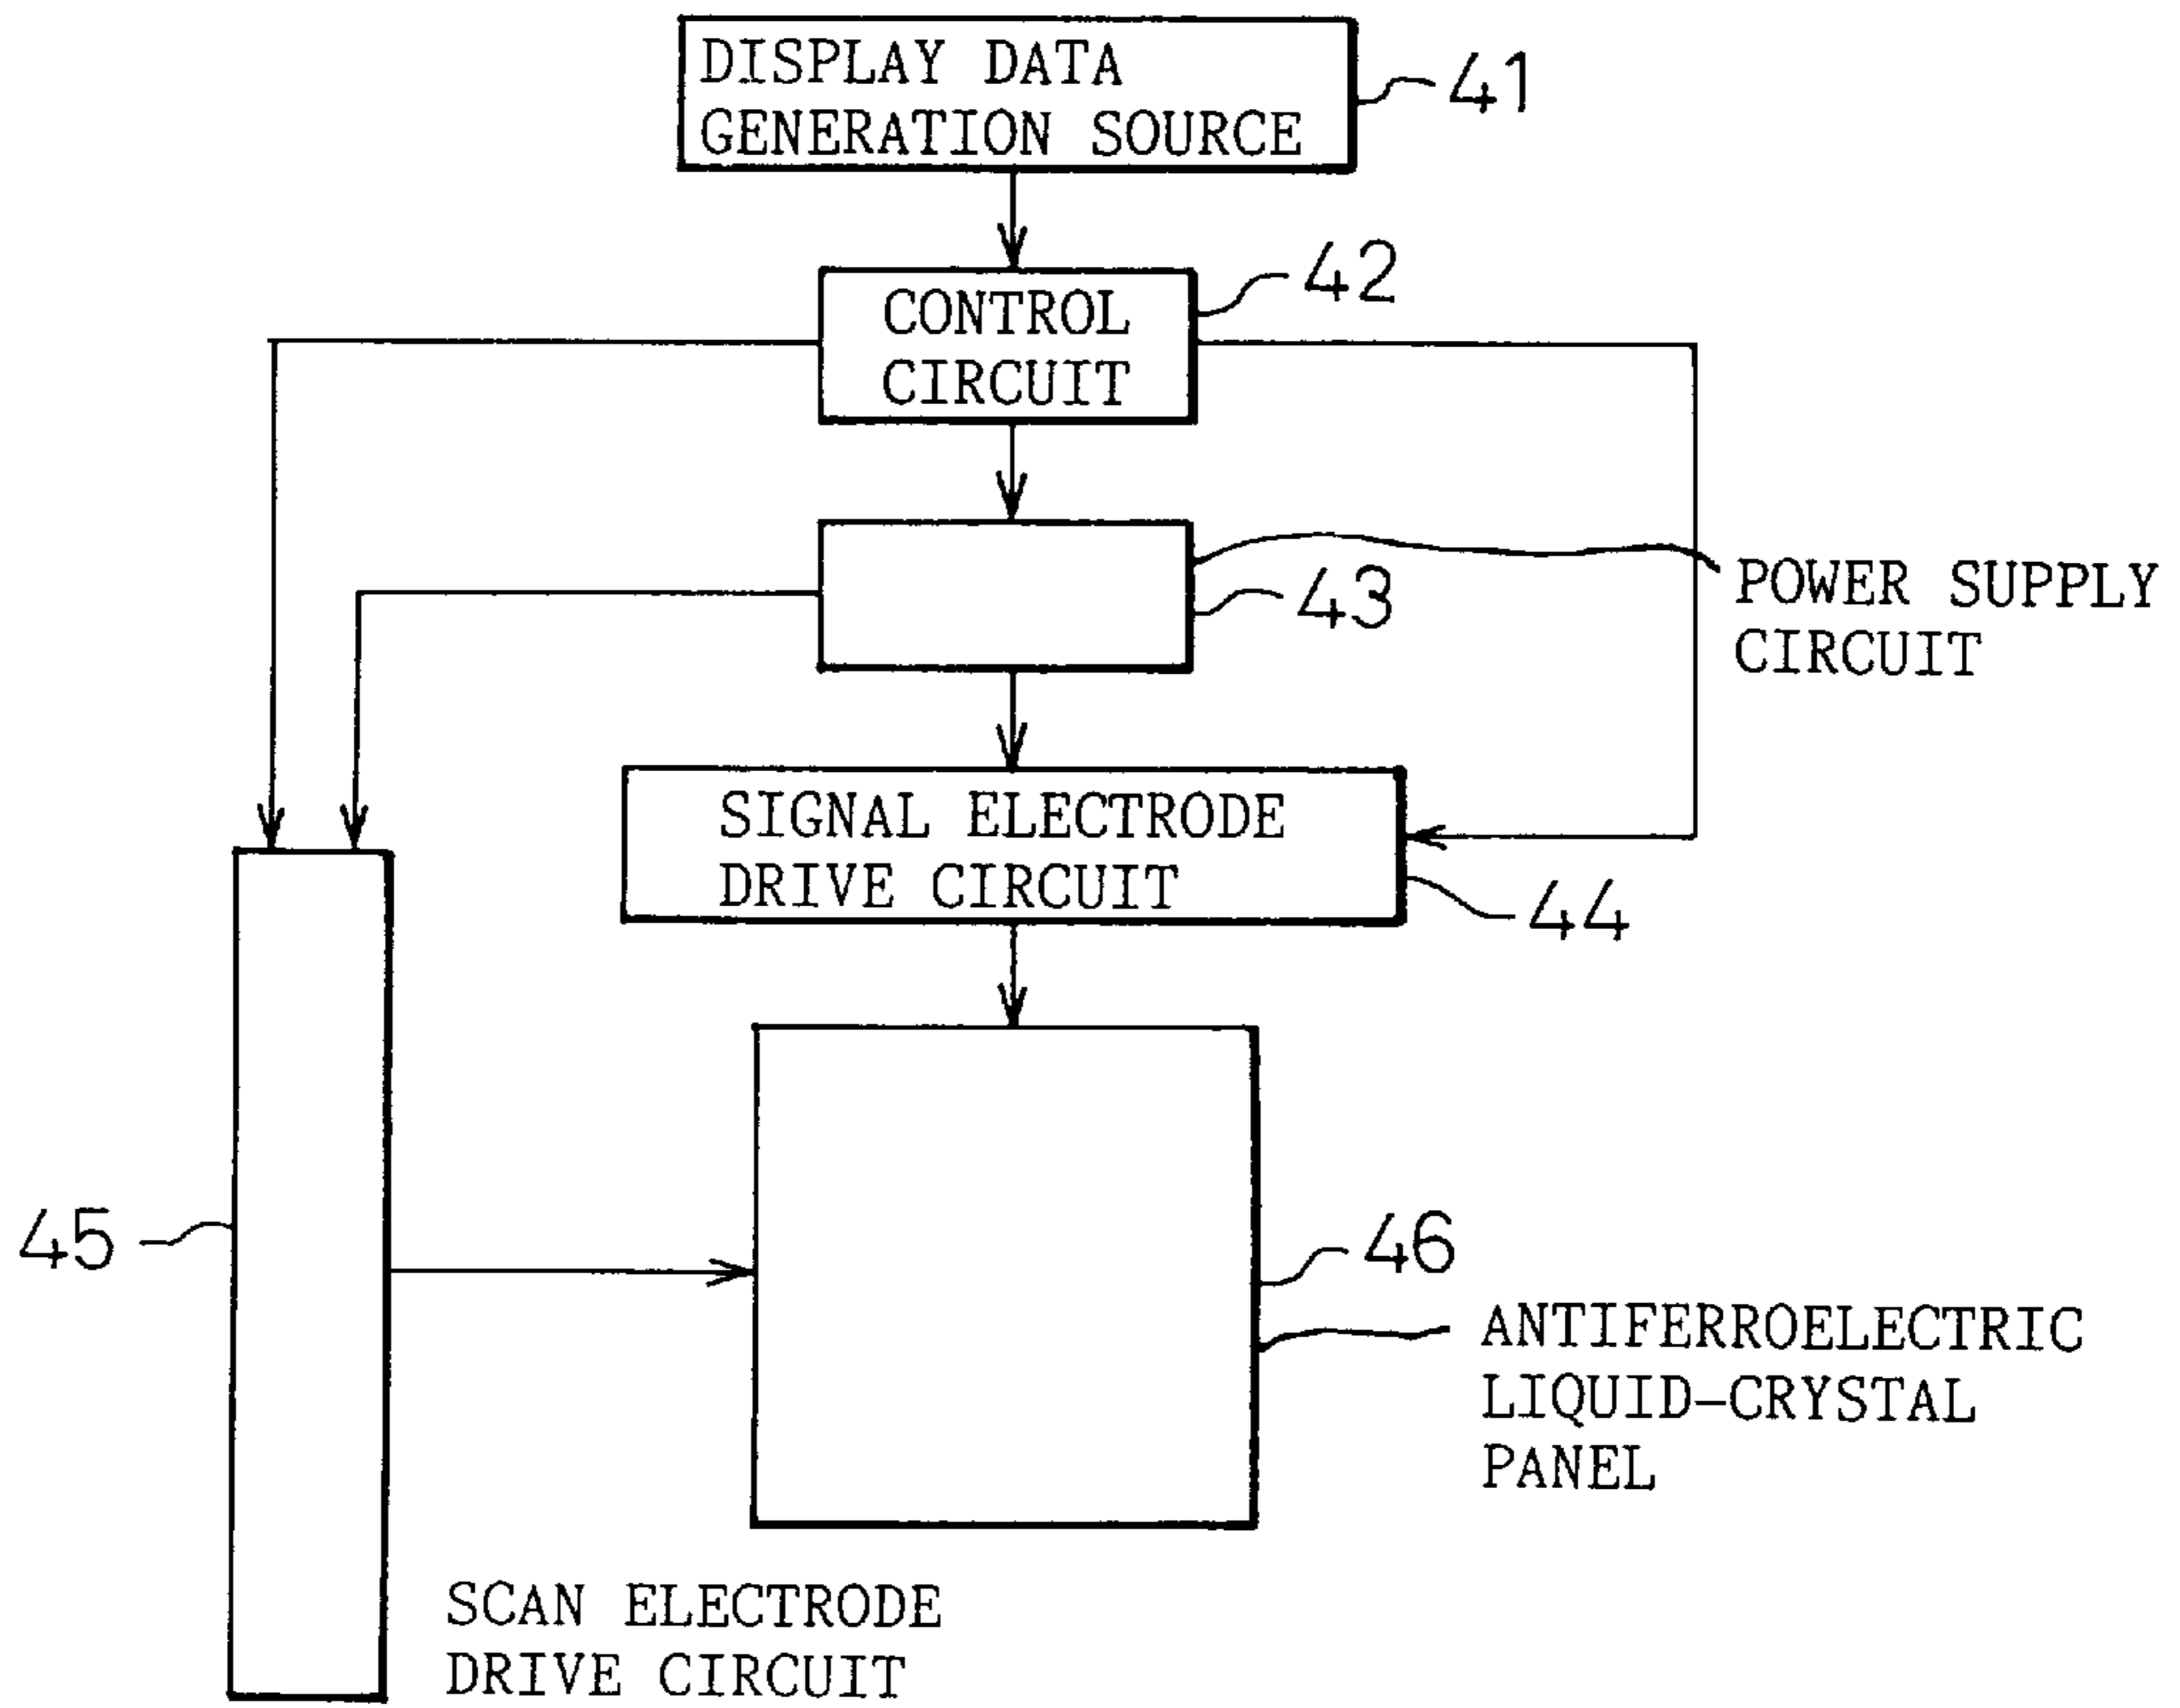 DISPLAY DATA
GENERATION SOURCE
41
CONTROL
CIRCUIT
42
43
POWER SUPPLY
CIRCUIT
SIGNAL ELECTRODE
DRIVE CIRCUIT
44
45
46
ANTIFERROELECTRIC
LIQUID-CRYSTAL
PANEL
SCAN ELECTRODE
DRIVE CIRCUIT